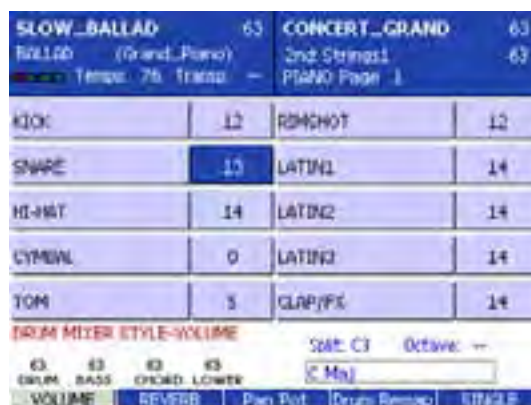 SLOW_BALLAD 63 CONCERT_GRAND 63
BALLAD (Grand_Piano) 2nd Strings1 63
Tempo 76 Transp -- PIANO Page 1
KICK 12 RIMSHOT 12
SNARE 13 LATIN1 14
HI-HAT 14 LATIN2 14
CYMBAL 0 LATIN3 14
TOM 5 CLAP/FX 14
DRUM MIXER STYLE-VOLUME
Split: C3 Octave: --
63 63 63 63
DRUM BASS CHORD LOWER
C Maj
VOLUME REVERB Pan Pot Drum Remap SINGLE